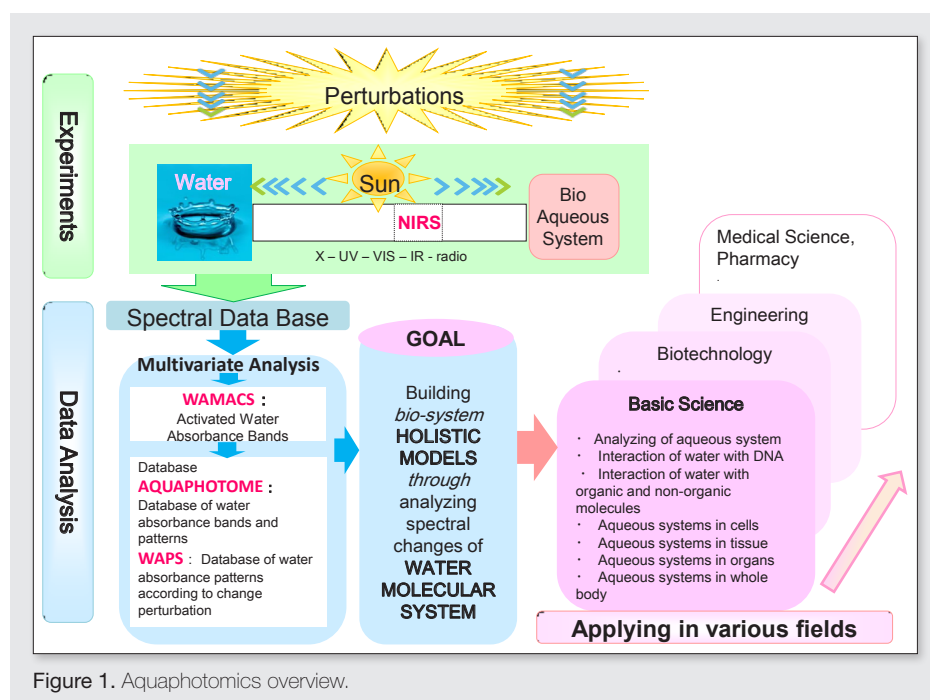 Experiments
Perturbations
Water
Sun
NIRS
X – UV – VIS – IR - radio
Bio
Aqueous
System
Data Analysis
Spectral Data Base
Multivariate Analysis
WAMACS :
Activated Water
Absorbance Bands
Database
AQUAPHOTOME :
Database of water
absorbance bands and
patterns
WAPS : Database of water
absorbance patterns
according to change
perturbation
GOAL
Building
bio-system
HOLISTIC
MODELS
through
analyzing
spectral
changes of
WATER
MOLECULAR
SYSTEM
Medical Science,
Pharmacy
.
Engineering
Biotechnology
.
Basic Science
· Analyzing of aqueous system
· Interaction of water with DNA
· Interaction of water with
organic and non-organic
molecules
· Aqueous systems in cells
· Aqueous systems in tissue
· Aqueous systems in organs
· Aqueous systems in whole
body
Applying in various fields
Figure 1. Aquaphotomics overview.